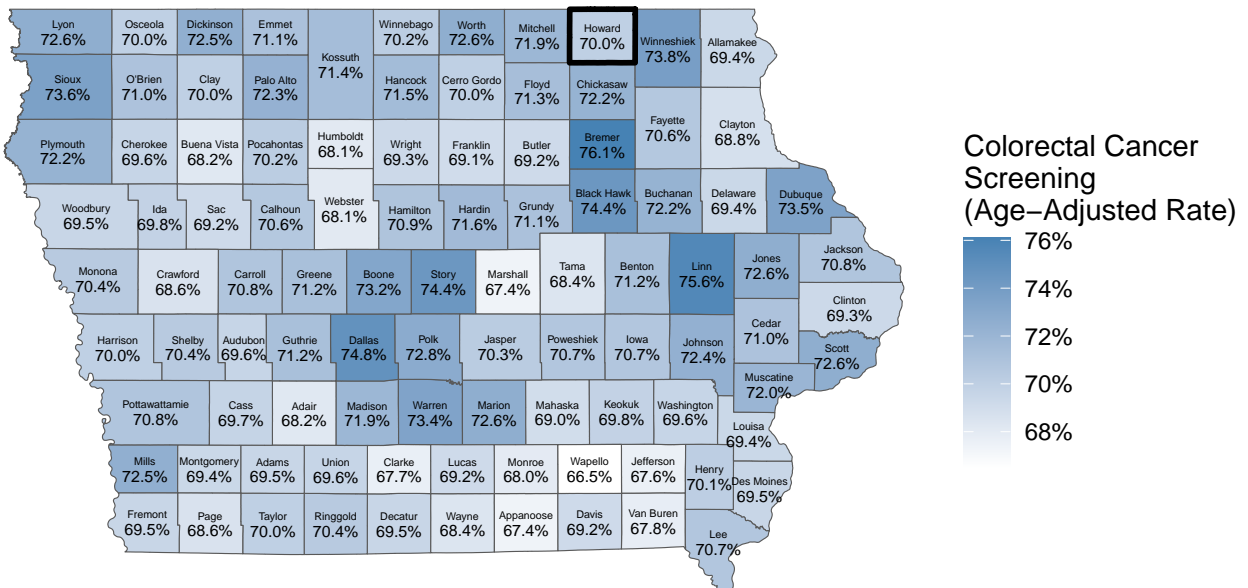 Lyon
72.6%
Osceola
70.0%
Dickinson
72.5%
Emmet
71.1%
Kossuth
71.4%
Winnebago
70.2%
Worth
72.6%
Mitchell
71.9%
Howard
70.0%
Winneshiek
73.8%
Allamakee
69.4%
Sioux
73.6%
O'Brien
71.0%
Clay
70.0%
Palo Alto
72.3%
Hancock
71.5%
Cerro Gordo
70.0%
Floyd
71.3%
Chickasaw
72.2%
Fayette
70.6%
Clayton
68.8%
Plymouth
72.2%
Cherokee
69.6%
Buena Vista
68.2%
Pocahontas
70.2%
Humboldt
68.1%
Wright
69.3%
Franklin
69.1%
Butler
69.2%
Bremer
76.1%
Woodbury
69.5%
Ida
69.8%
Sac
69.2%
Calhoun
70.6%
Webster
68.1%
Hamilton
70.9%
Hardin
71.6%
Grundy
71.1%
Black Hawk
74.4%
Buchanan
72.2%
Delaware
69.4%
Dubuque
73.5%
Monona
70.4%
Crawford
68.6%
Carroll
70.8%
Greene
71.2%
Boone
73.2%
Story
74.4%
Marshall
67.4%
Tama
68.4%
Benton
71.2%
Linn
75.6%
Jones
72.6%
Jackson
70.8%
Clinton
69.3%
Harrison
70.0%
Shelby
70.4%
Audubon
69.6%
Guthrie
71.2%
Dallas
74.8%
Polk
72.8%
Jasper
70.3%
Poweshiek
70.7%
Iowa
70.7%
Johnson
72.4%
Cedar
71.0%
Scott
72.6%
Muscatine
72.0%
Pottawattamie
70.8%
Cass
69.7%
Adair
68.2%
Madison
71.9%
Warren
73.4%
Marion
72.6%
Mahaska
69.0%
Keokuk
69.8%
Washington
69.6%
Louisa
69.4%
Mills
72.5%
Montgomery
69.4%
Adams
69.5%
Union
69.6%
Clarke
67.7%
Lucas
69.2%
Monroe
68.0%
Wapello
66.5%
Jefferson
67.6%
Henry
70.1%
Des Moines
69.5%
Fremont
69.5%
Page
68.6%
Taylor
70.0%
Ringgold
70.4%
Decatur
69.5%
Wayne
68.4%
Appanoose
67.4%
Davis
69.2%
Van Buren
67.8%
Lee
70.7%
Colorectal Cancer
Screening
(Age−Adjusted Rate)
76%
74%
72%
70%
68%